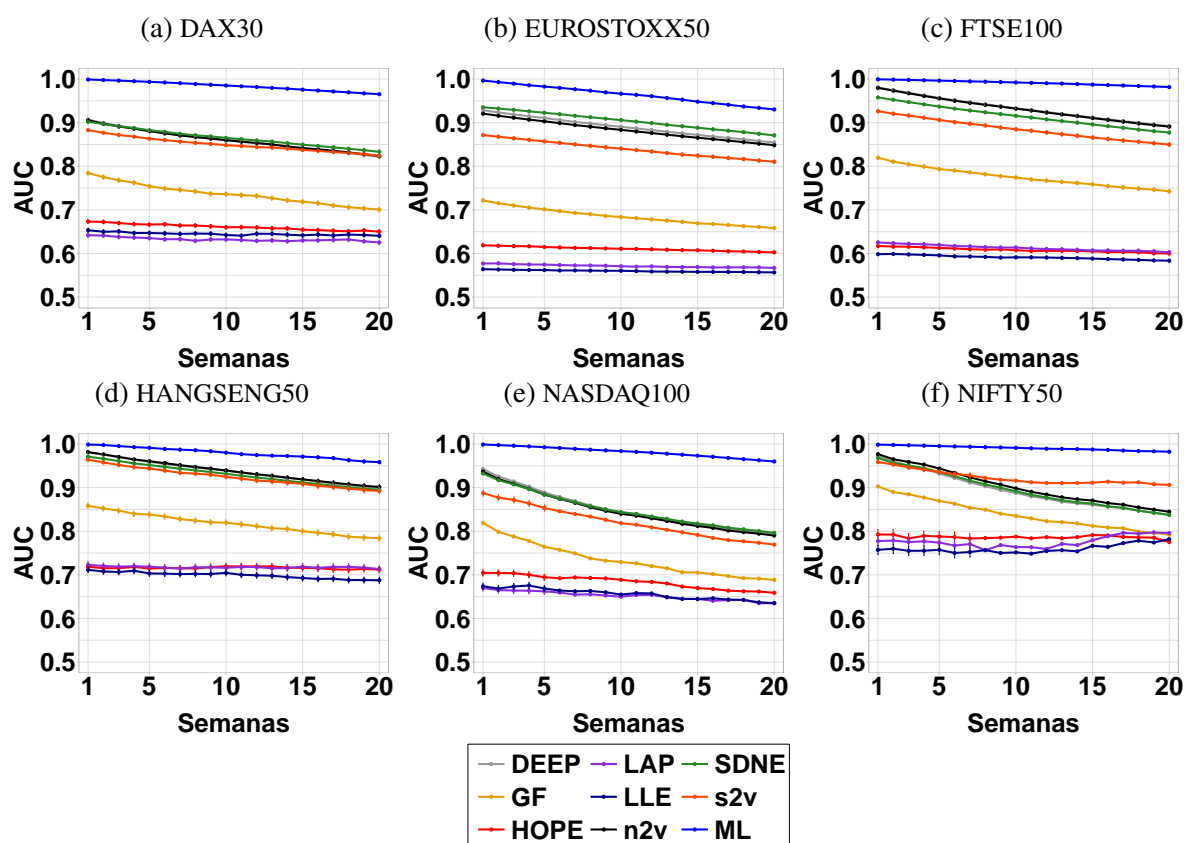 (a) DAX30 (b) EUROSTOXX50 (c) FTSE100
1.0 1.0 1.0
0.9 0.9 0.9
0.8 0.8 0.8
0.7 0.7 0.7
0.6 0.6 0.6
0.5 0.5 0.5
AUC AUC AUC
1 5 10 15 20 1 5 10 15 20 1 5 10 15 20
Semanas Semanas Semanas
(d) HANGSENG50 (e) NASDAQ100 (f) NIFTY50
1.0 1.0 1.0
0.9 0.9 0.9
0.8 0.8 0.8
0.7 0.7 0.7
0.6 0.6 0.6
0.5 0.5 0.5
AUC AUC AUC
1 5 10 15 20 1 5 10 15 20 1 5 10 15 20
Semanas Semanas Semanas
DEEP LAP SDNE
GF LLE s2v
HOPE n2v ML